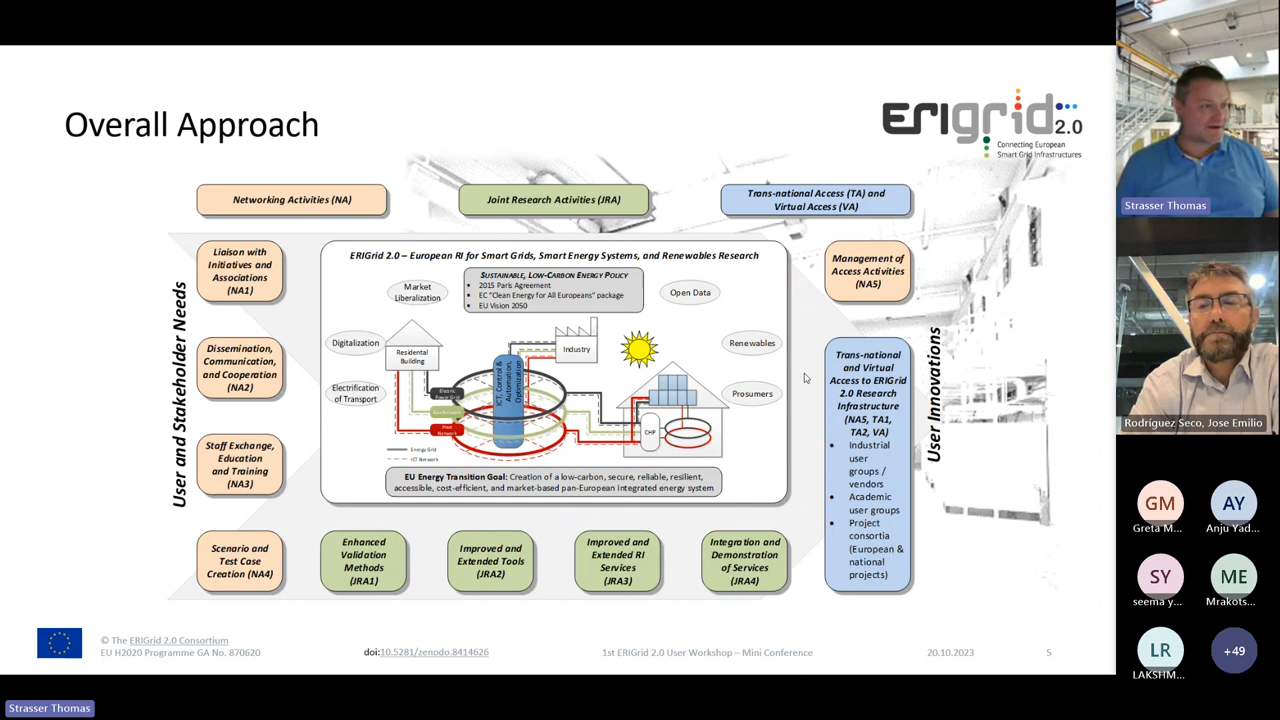 Overall Approach
ERIgrid
2.0
Connecting European
Smart Grid Infrastructures
Networking Activities (NA)
Joint Research Activities (JRA)
Trans-national Access (TA) and
Virtual Access (VA)
User and Stakeholder Needs
Liaison with
Initiatives and
Associations
(NA1)
Dissemination,
Communication,
and Cooperation
(NA2)
Staff Exchange,
Education
and Training
(NA3)
Scenario and
Test Case
Creation (NA4)
ERIGrid 2.0 – European RI for Smart Grids, Smart Energy Systems, and Renewables Research
SUSTAINABLE, LOW-CARBON ENERGY POLICY
• 2015 Paris Agreement
• EC "Clean Energy for All Europeans" package
• EU Vision 2050
Market
Liberalization
Open Data
Digitalization
Residental
Building
Industry
Renewables
Electrification
of Transport
Prosumers
ICT, Control &
Automation,
Optimization
Electric
Power Grid
Heat
Network
CHP
Energy Grid
ICT Network
EU Energy Transition Goal: Creation of a low-carbon, secure, reliable, resilient,
accessible, cost-efficient, and market-based pan-European integrated energy system
Enhanced
Validation
Methods
(JRA1)
Improved and
Extended Tools
(JRA2)
Improved and
Extended RI
Services
(JRA3)
Integration and
Demonstration
of Services
(JRA4)
Management of
Access Activities
(NA5)
Trans-national
and Virtual
Access to ERIGrid
2.0 Research
Infrastructure
(NA5, TA1,
TA2, VA)
• Industrial
user
groups /
vendors
• Academic
user groups
• Project
consortia
(European &
national
projects)
User Innovations
© The ERIGrid 2.0 Consortium
EU H2020 Programme GA No. 870620
doi:10.5281/zenodo.8414626
1st ERIGrid 2.0 User Workshop – Mini Conference
20.10.2023
5
Strasser Thomas
Strasser Thomas
Rodríguez Seco, Jose Emilio
GM
Greta M...
AY
Anju Yad...
SY
seema y...
ME
Mrakots...
LR
LAKSHM...
+49